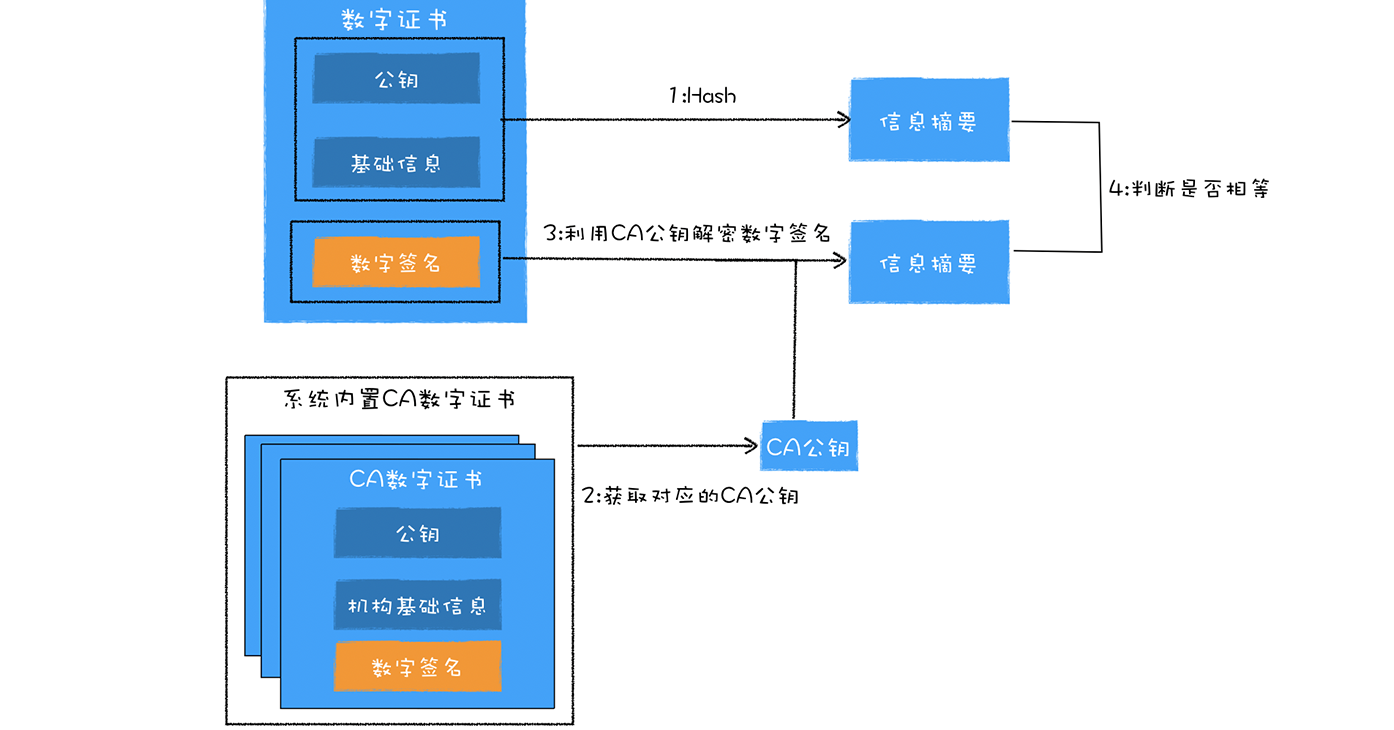 数字证书
公钥
1:Hash
信息摘要
基础信息
4:判断是否相等
3:利用CA公钥解密数字签名
数字签名
信息摘要
系统内置CA数字证书
CA公钥
CA数字证书
2:获取对应的CA公钥
公钥
机构基础信息
数字签名